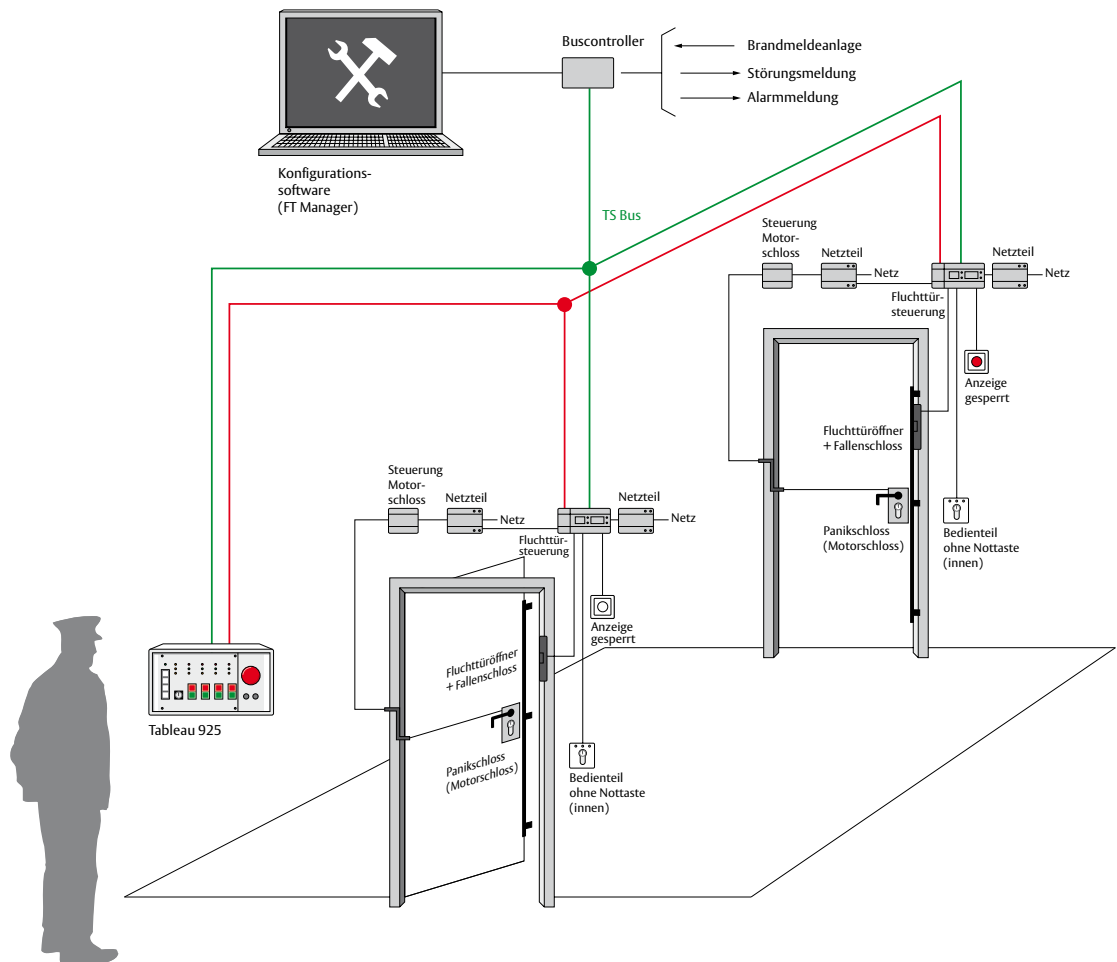 Buscontroller
Brandmeldeanlage
Störungsmeldung
Alarmmeldung
Konfigurations-
software
(FT Manager)
TS Bus
Steuerung
Motor-
schloss
Netzteil
Netz
Netzteil
Netz
Fluchttür-
steuerung
Anzeige
gesperrt
Fluchttüröffner
+ Fallenschloss
Panikschloss
(Motorschloss)
Bedienteil
ohne Nottaste
(innen)
Steuerung
Motor-
schloss
Netzteil
Netz
Netzteil
Netz
Fluchttür-
steuerung
Anzeige
gesperrt
Fluchttüröffner
+ Fallenschloss
Panikschloss
(Motorschloss)
Bedienteil
ohne Nottaste
(innen)
Tableau 925